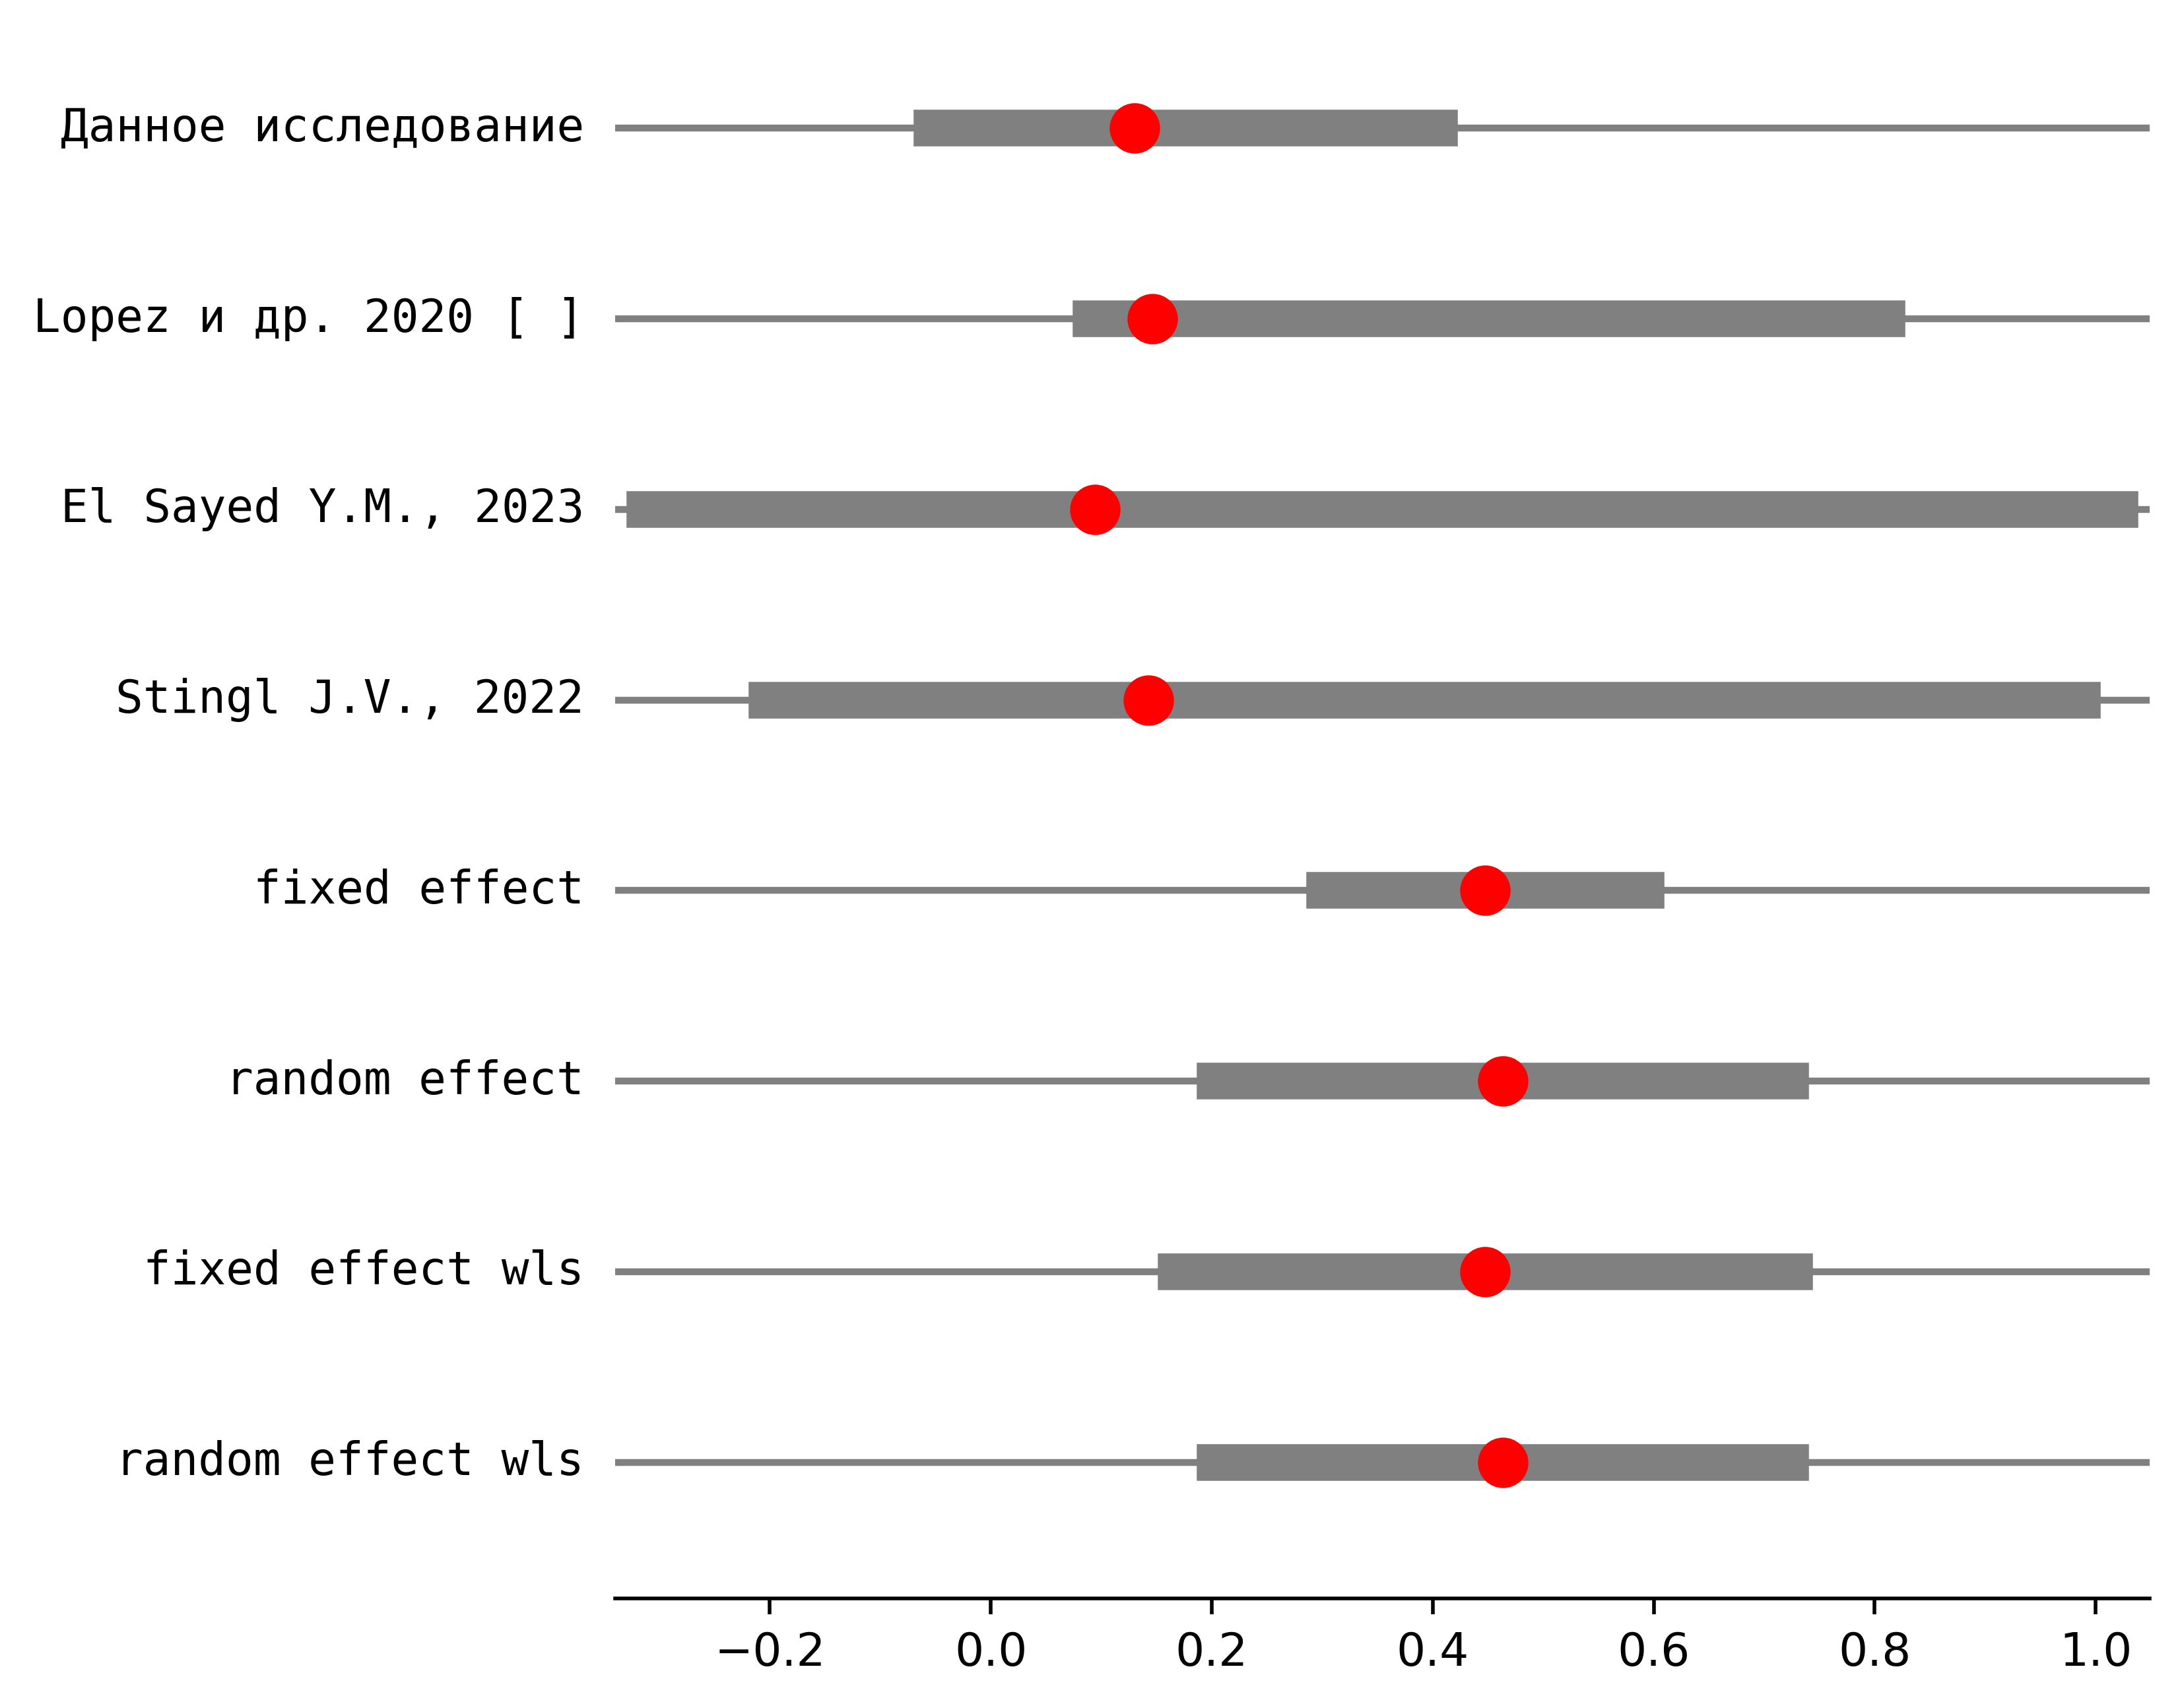 Данное исследование
Lopez и др. 2020 [ ]
El Sayed Y.M., 2023
Stingl J.V., 2022
fixed effect
random effect
fixed effect wls
random effect wls
−0.2 0.0 0.2 0.4 0.6 0.8 1.0